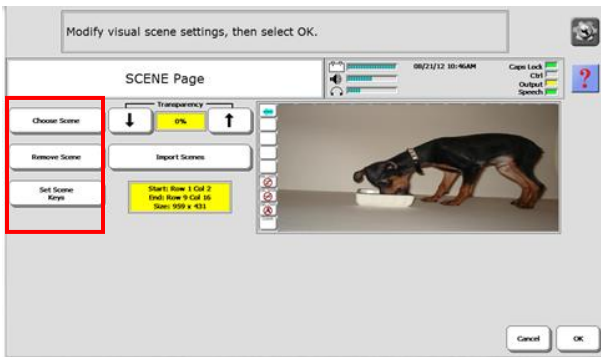 Modify visual scene settings, then select OK.
SCENE Page
08/21/12 10:46AM
Caps Lock
Ctrl
Output
Speech
?
Choose Scene
Transparency
0%
Remove Scene
Import Scenes
Set Scene
Keys
Start: Row 1 Col 2
End: Row 9 Col 16
Size: 959 x 431
Cancel
OK